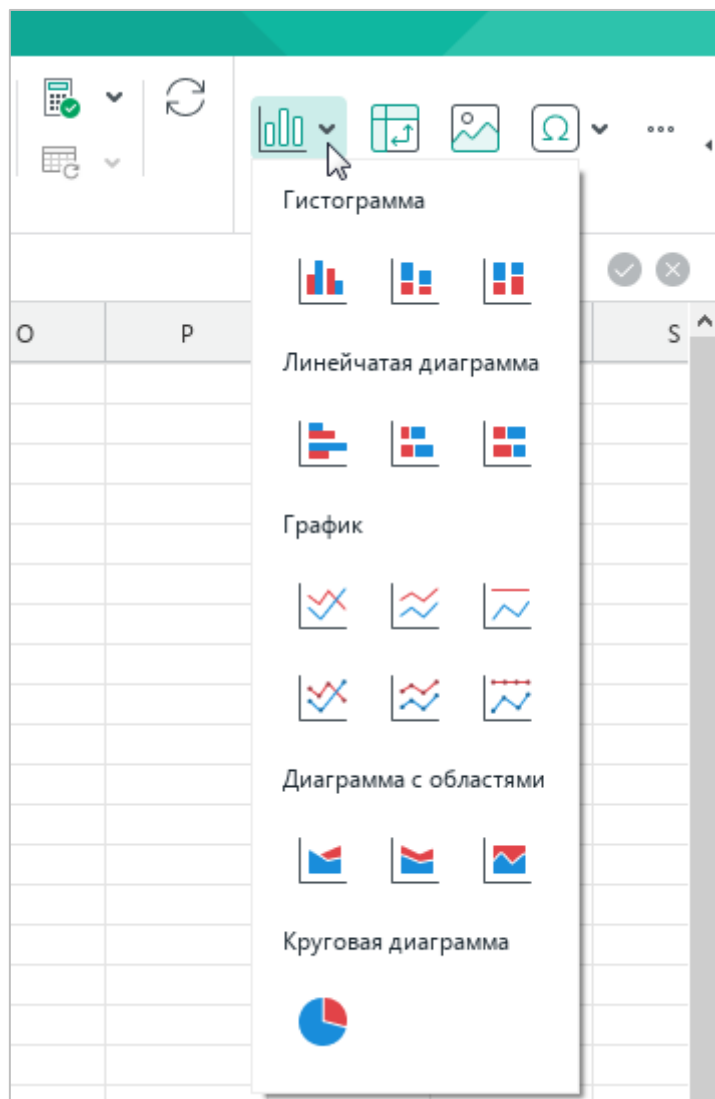 Ω
Гистограмма
O P S
Линейчатая диаграмма
График
Диаграмма с областями
Круговая диаграмма